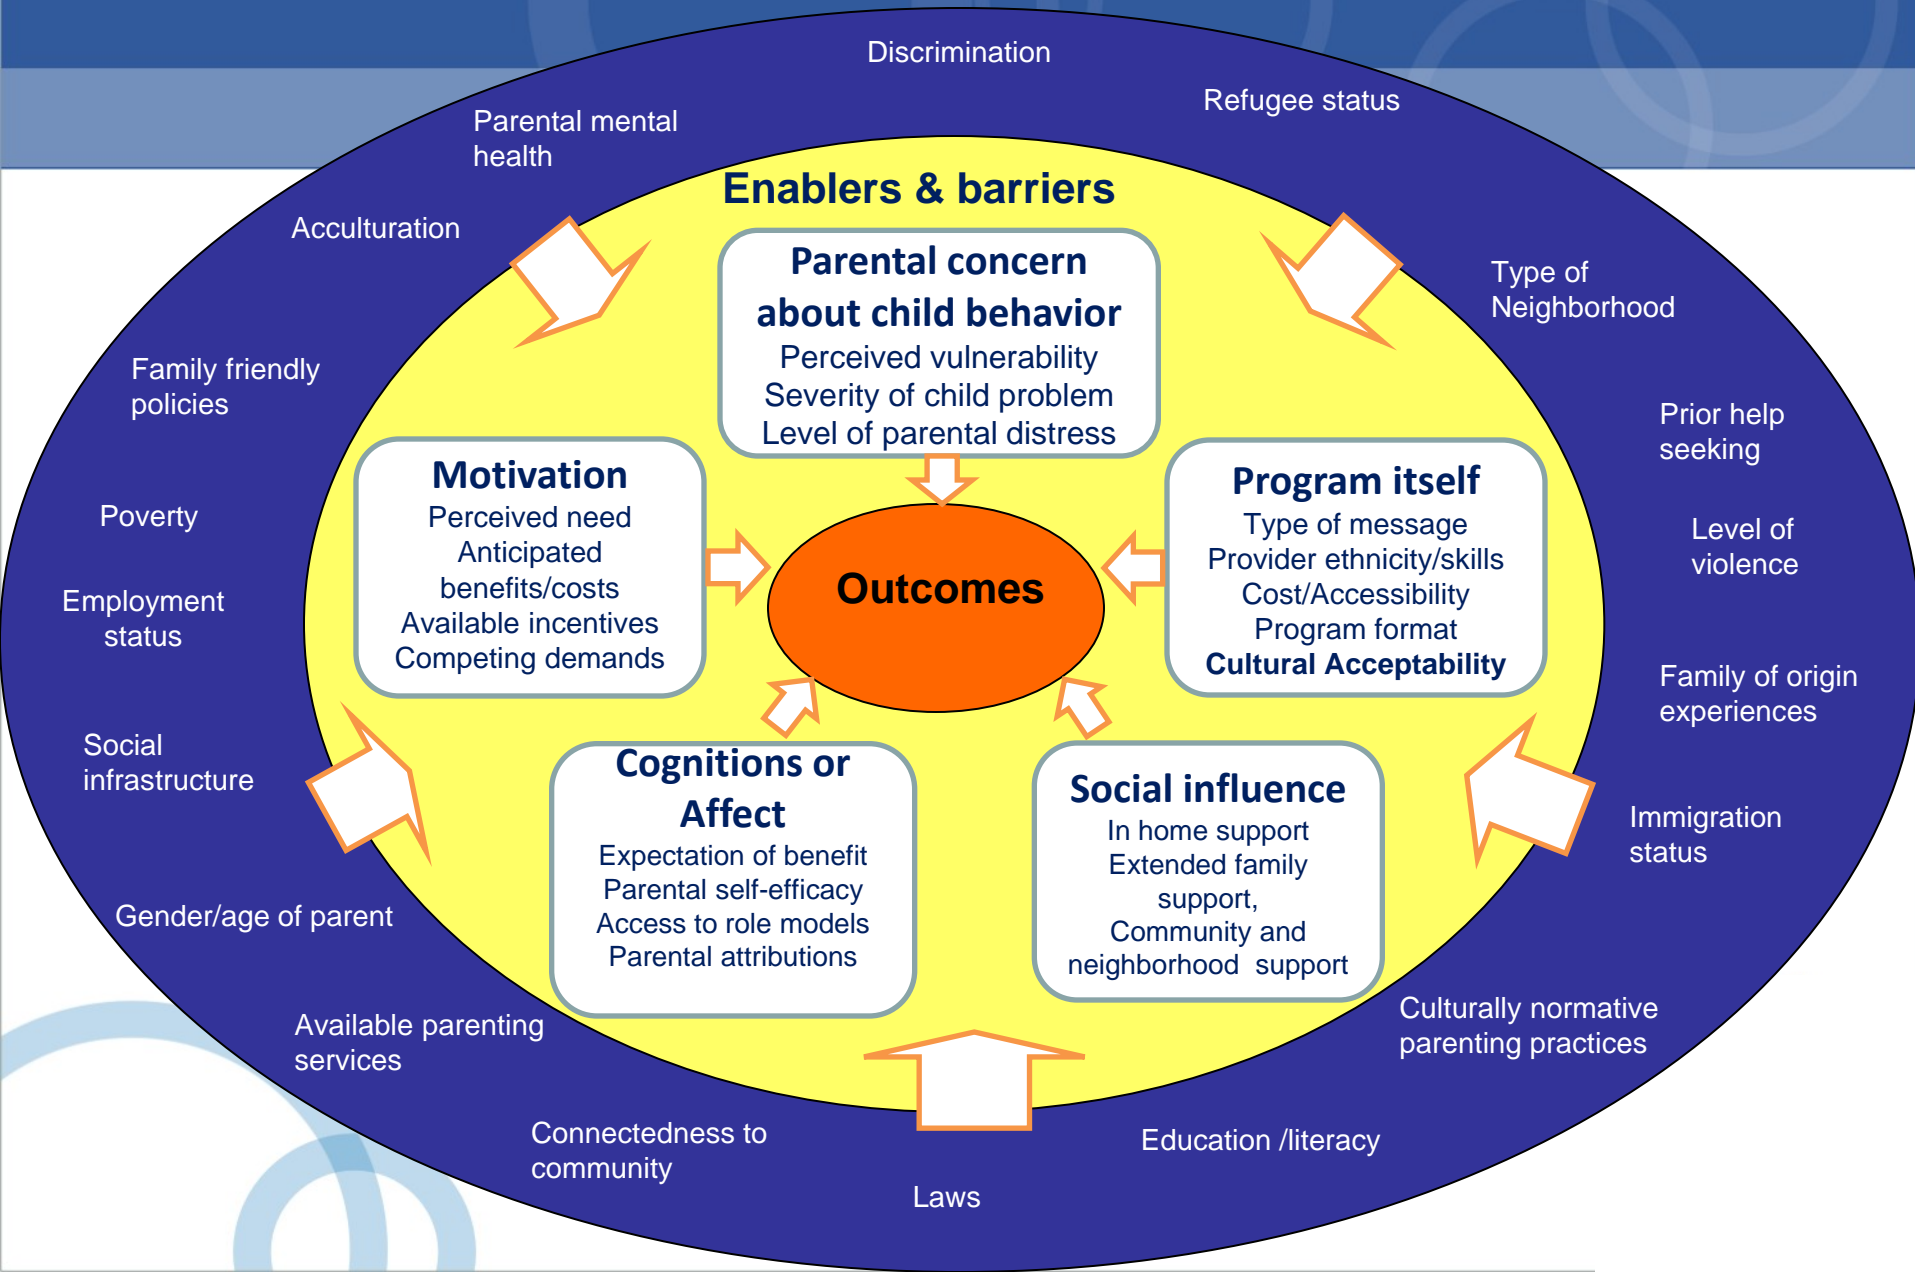 Discrimination
Refugee status
Parental mental
health
Acculturation
Family friendly
policies
Poverty
Employment
status
Social
infrastructure
Gender/age of parent
Available parenting
services
Connectedness to
community
Laws
Education /literacy
Culturally normative
parenting practices
Immigration
status
Family of origin
experiences
Level of
violence
Prior help
seeking
Type of
Neighborhood
Enablers & barriers
Parental concern
about child behavior
Perceived vulnerability
Severity of child problem
Level of parental distress
Motivation
Perceived need
Anticipated
benefits/costs
Available incentives
Competing demands
Outcomes
Program itself
Type of message
Provider ethnicity/skills
Cost/Accessibility
Program format
Cultural Acceptability
Cognitions or
Affect
Expectation of benefit
Parental self-efficacy
Access to role models
Parental attributions
Social influence
In home support
Extended family
support,
Community and
neighborhood  support